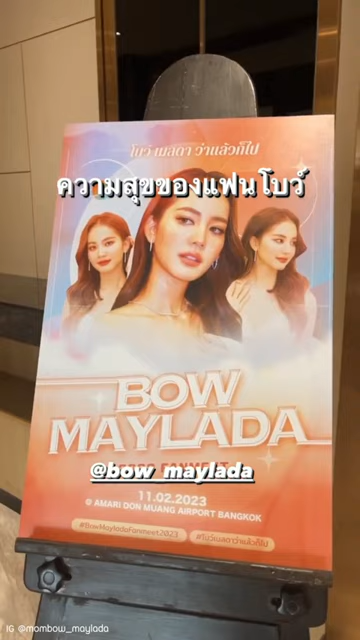 โบว์ เมลดา ว่าแล้วก็ไป
ความสุขของแฟนโบว์
BOW
MAYLADA
@bow_maylada
11.02.2023
AMARI DON MUANG AIRPORT BANGKOK
#BowMayladaFanmeet2023
#โบว์เมลดาว่าแล้วก็ไป
IG @mombow_maylada